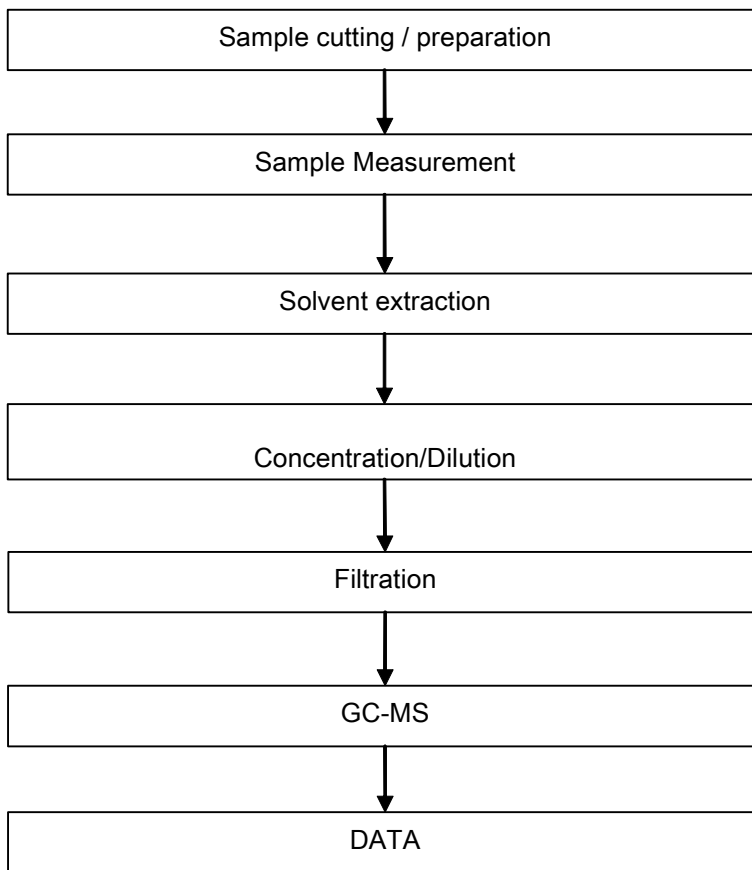 Sample cutting / preparation
Sample Measurement
Solvent extraction
Concentration/Dilution
Filtration
GC-MS
DATA